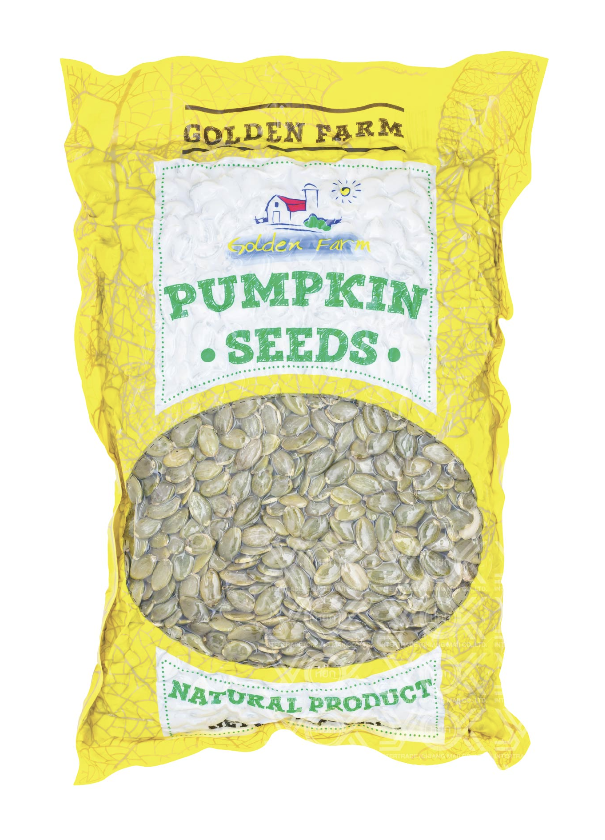 GOLDEN FARM
Golden Farm
PUMPKIN
• SEEDS •
NATURAL PRODUCT